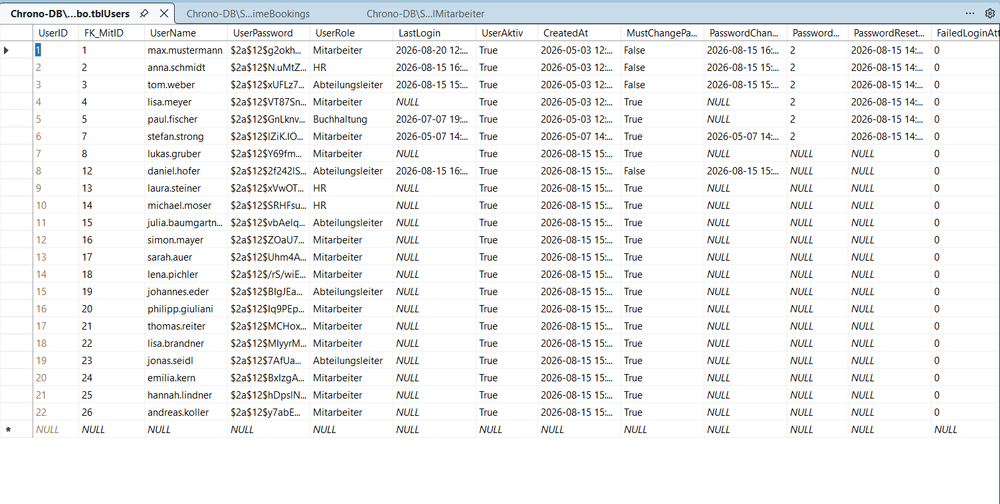 Chrono-DB\...bo.tblUsers Chrono-DB\S...imeBookings Chrono-DB\S...lMitarbeiter
UserID FK_MitID UserName UserPassword UserRole LastLogin UserAktiv CreatedAt MustChangePa... PasswordChan... Password... PasswordReset... FailedLoginAtt
1 1 max.mustermann $2a$12$g2okh... Mitarbeiter 2026-08-20 12:... True 2026-05-03 12:... False 2026-08-15 16:... 2 2026-08-15 14:... 0
2 2 anna.schmidt $2a$12$N.uMtZ... HR 2026-08-15 16:... True 2026-05-03 12:... False 2026-08-15 15:... 2 2026-08-15 14:... 0
3 3 tom.weber $2a$12$xUFLz7... Abteilungsleiter 2026-08-15 15:... True 2026-05-03 12:... False 2026-08-15 15:... 2 2026-08-15 14:... 0
4 4 lisa.meyer $2a$12$VT87Sn... Mitarbeiter NULL True 2026-05-03 12:... True NULL 2 2026-08-15 14:... 0
5 5 paul.fischer $2a$12$GnLknv... Buchhaltung 2026-07-07 19:... True 2026-05-03 12:... True NULL 2 2026-08-15 14:... 0
6 7 stefan.strong $2a$12$lZiK.IO... Mitarbeiter 2026-05-07 14:... True 2026-05-07 14:... True 2026-05-07 14:... 2 2026-08-15 14:... 0
7 8 lukas.gruber $2a$12$Y69fm... Mitarbeiter NULL True 2026-08-15 15:... True NULL NULL NULL 0
8 12 daniel.hofer $2a$12$2f242IS... Abteilungsleiter 2026-08-15 16:... True 2026-08-15 15:... False 2026-08-15 15:... NULL NULL 0
9 13 laura.steiner $2a$12$xVwOT... HR NULL True 2026-08-15 15:... True NULL NULL NULL 0
10 14 michael.moser $2a$12$SRHFsu... HR NULL True 2026-08-15 15:... True NULL NULL NULL 0
11 15 julia.baumgartn... $2a$12$vbAelq... Abteilungsleiter NULL True 2026-08-15 15:... True NULL NULL NULL 0
12 16 simon.mayer $2a$12$ZOaU7... Mitarbeiter NULL True 2026-08-15 15:... True NULL NULL NULL 0
13 17 sarah.auer $2a$12$Uhm4A... Mitarbeiter NULL True 2026-08-15 15:... True NULL NULL NULL 0
14 18 lena.pichler $2a$12$/rS/wiE... Mitarbeiter NULL True 2026-08-15 15:... True NULL NULL NULL 0
15 19 johannes.eder $2a$12$BIgJEa... Abteilungsleiter NULL True 2026-08-15 15:... True NULL NULL NULL 0
16 20 philipp.giuliani $2a$12$Iq9PEp... Mitarbeiter NULL True 2026-08-15 15:... True NULL NULL NULL 0
17 21 thomas.reiter $2a$12$MCHox... Mitarbeiter NULL True 2026-08-15 15:... True NULL NULL NULL 0
18 22 lisa.brandner $2a$12$MIyyrM... Mitarbeiter NULL True 2026-08-15 15:... True NULL NULL NULL 0
19 23 jonas.seidl $2a$12$7AfUa... Abteilungsleiter NULL True 2026-08-15 15:... True NULL NULL NULL 0
20 24 emilia.kern $2a$12$BxIzgA... Mitarbeiter NULL True 2026-08-15 15:... True NULL NULL NULL 0
21 25 hannah.lindner $2a$12$hDpsIN... Mitarbeiter NULL True 2026-08-15 15:... True NULL NULL NULL 0
22 26 andreas.koller $2a$12$y7abE... Mitarbeiter NULL True 2026-08-15 15:... True NULL NULL NULL 0
NULL NULL NULL NULL NULL NULL NULL NULL NULL NULL NULL NULL NULL